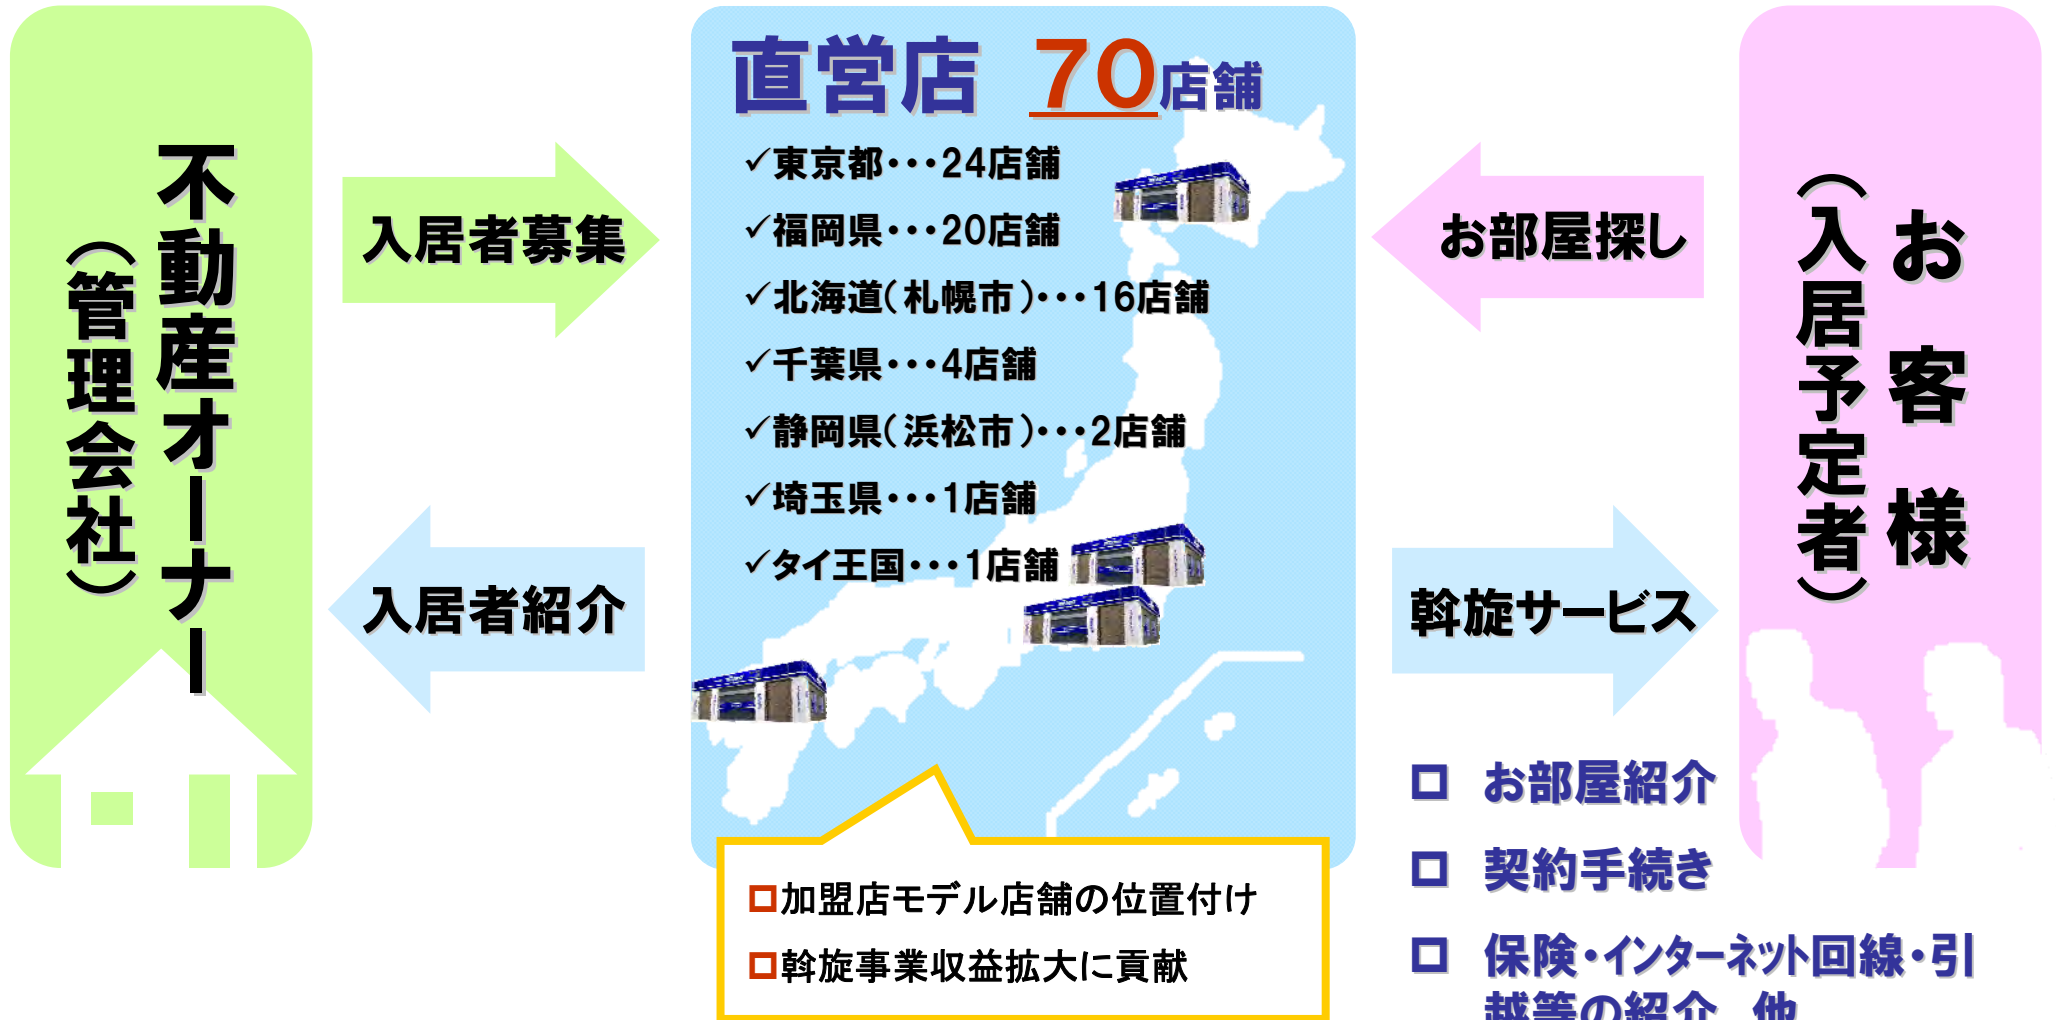 不動産オーナー
（管理会社）
入居者募集
入居者紹介
直営店 70店舗
✓東京都・・・24店舗
✓福岡県・・・20店舗
✓北海道（札幌市）・・・16店舗
✓千葉県・・・4店舗
✓静岡県（浜松市）・・・2店舗
✓埼玉県・・・1店舗
✓タイ王国・・・1店舗
加盟店モデル店舗の位置付け
斡旋事業収益拡大に貢献
お部屋探し
斡旋サービス
お客様
（入居予定者）
お部屋紹介
契約手続き
保険・インターネット回線・引
越等の紹介 他